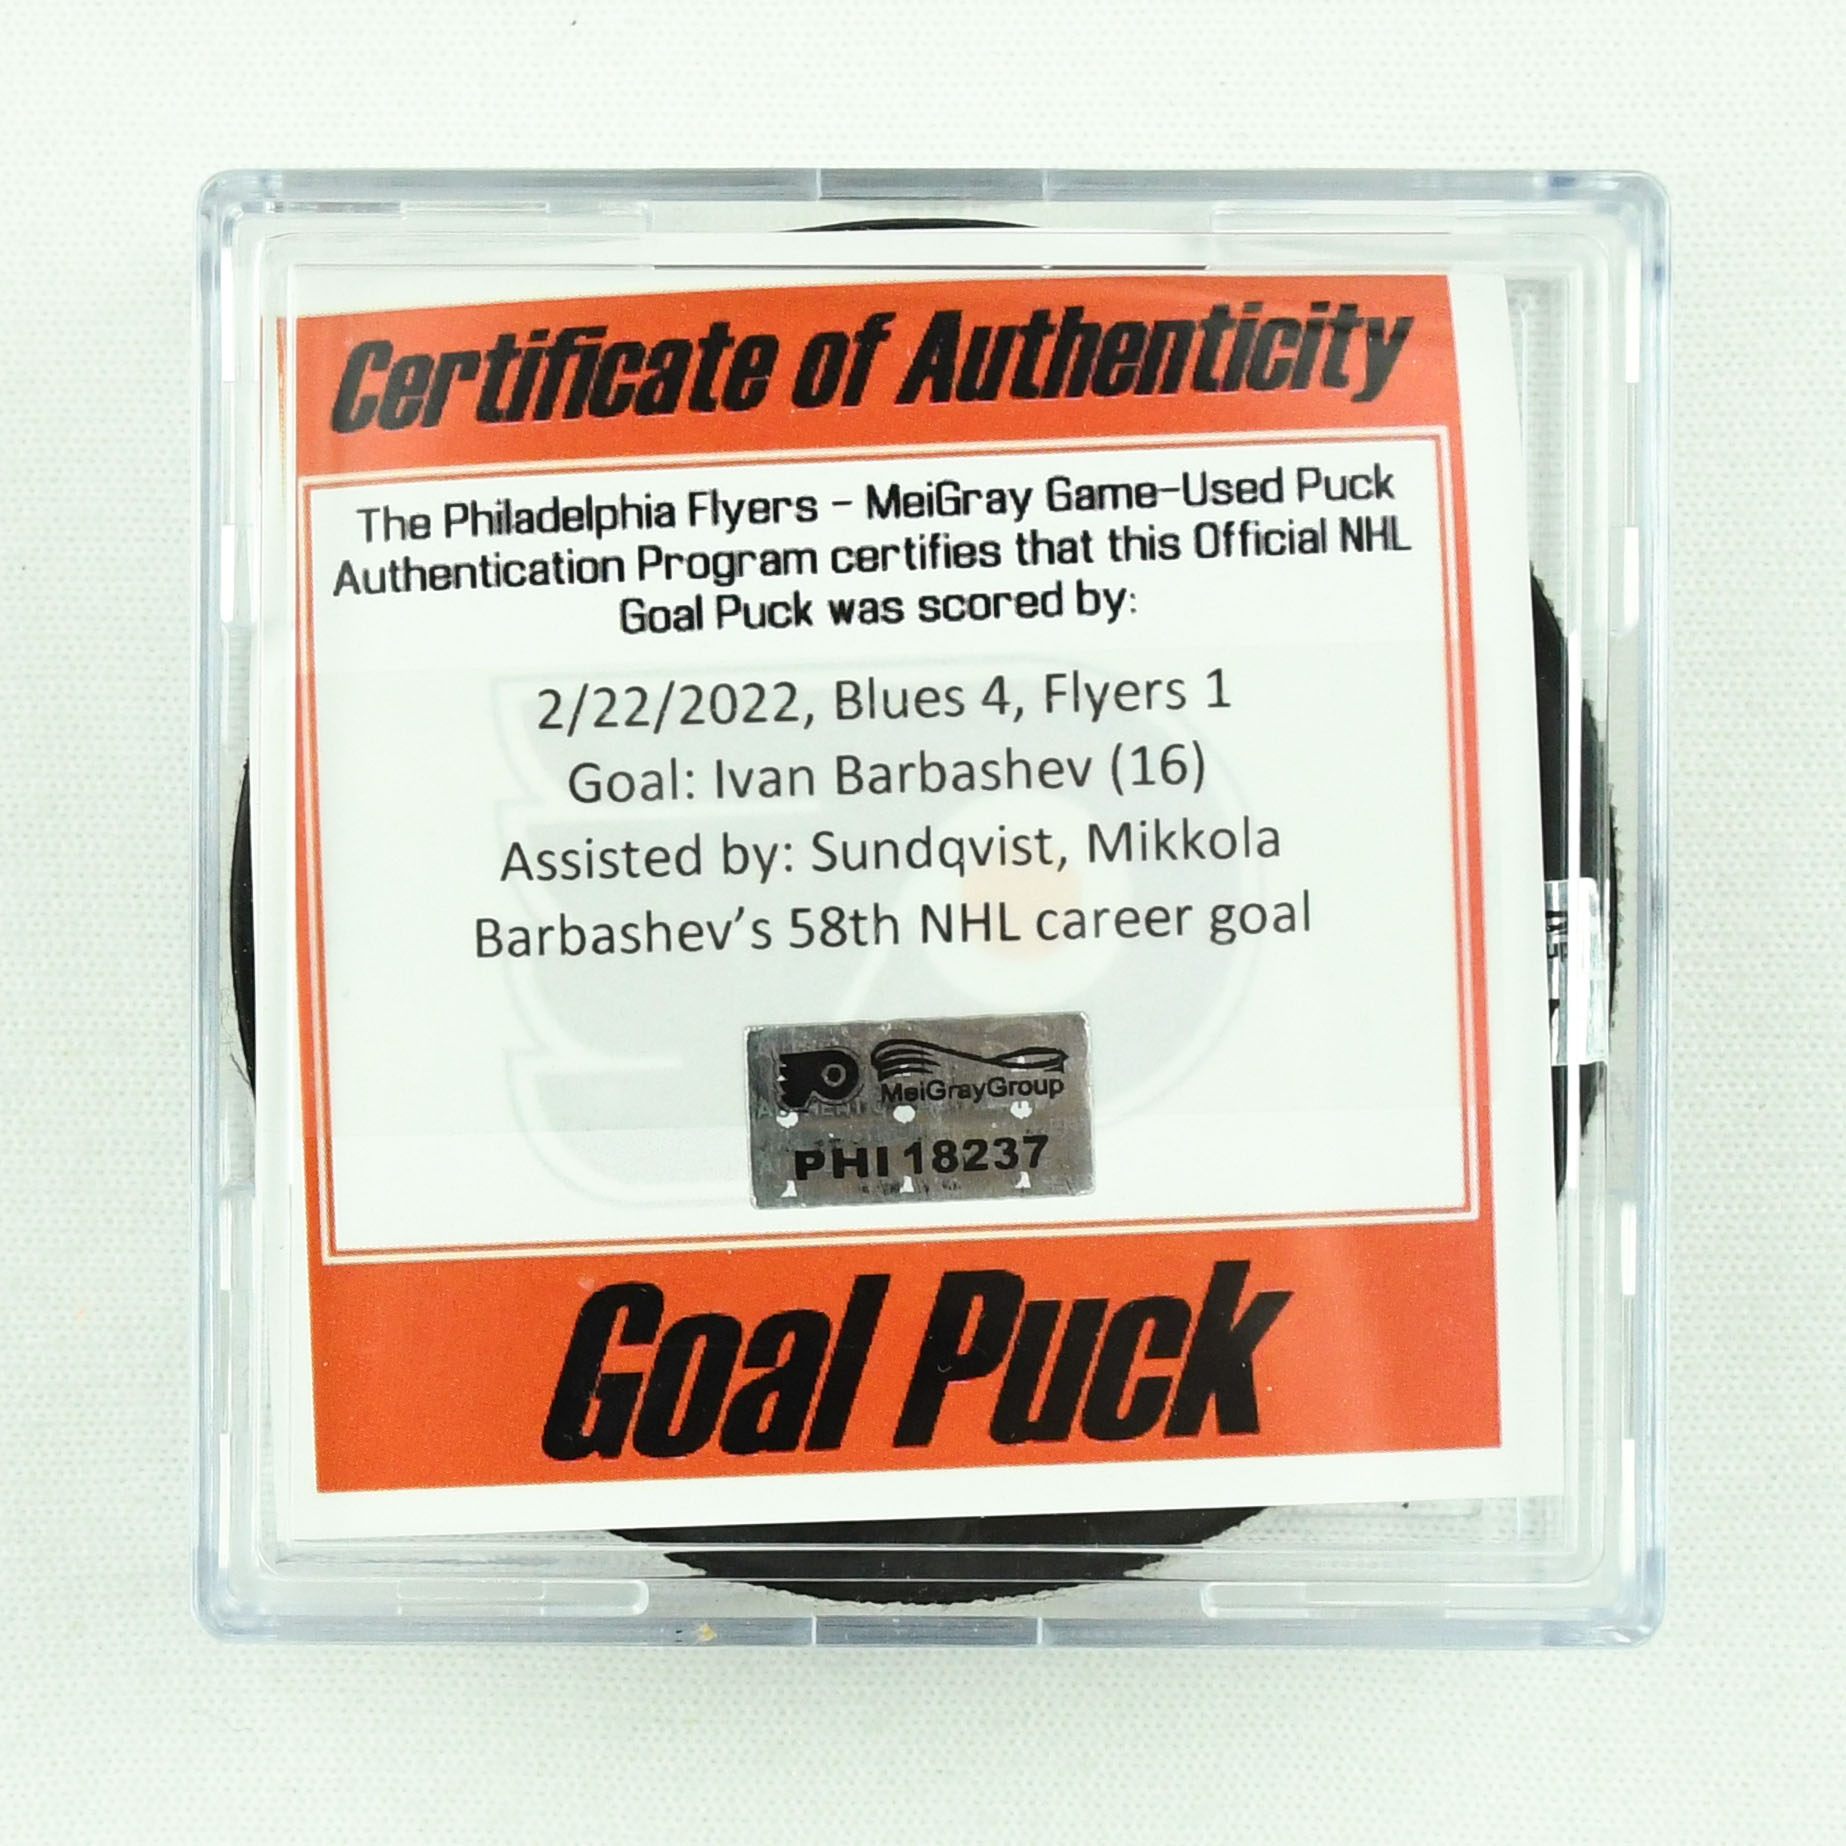 Certificate of Authenticity
The Philadelphia Flyers - MeiGray Game-Used Puck
Authentication Program certifies that this Official NHL
Goal Puck was scored by:
2/22/2022, Blues 4, Flyers 1
Goal: Ivan Barbashev (16)
Assisted by: Sundqvist, Mikkola
Barbashev's 58th NHL career goal
MeiGrayGroup
PHI 18237
Goal Puck